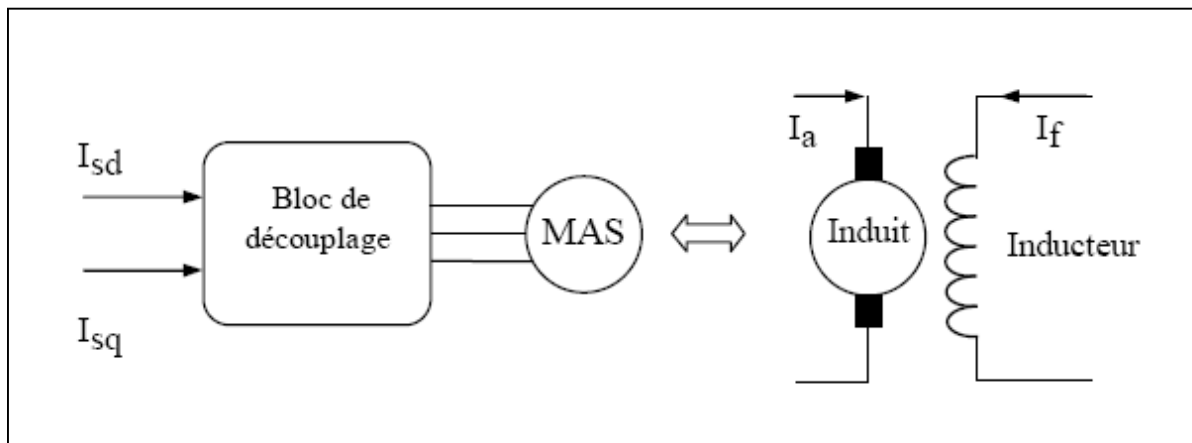 Isd
Isq
Bloc de
découplage
MAS
Ia
Induit
If
Inducteur